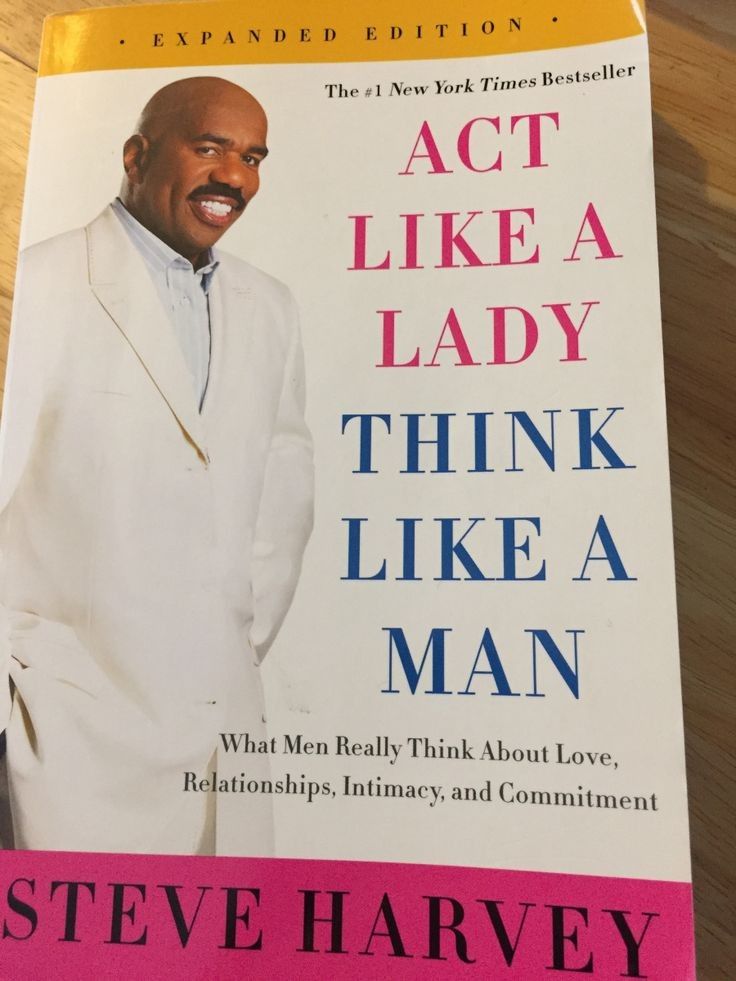 • EXPANDED EDITION •
The #1 New York Times Bestseller
ACT
LIKE A
LADY
THINK
LIKE A
MAN
What Men Really Think About Love,
Relationships, Intimacy, and Commitment
STEVE HARVEY